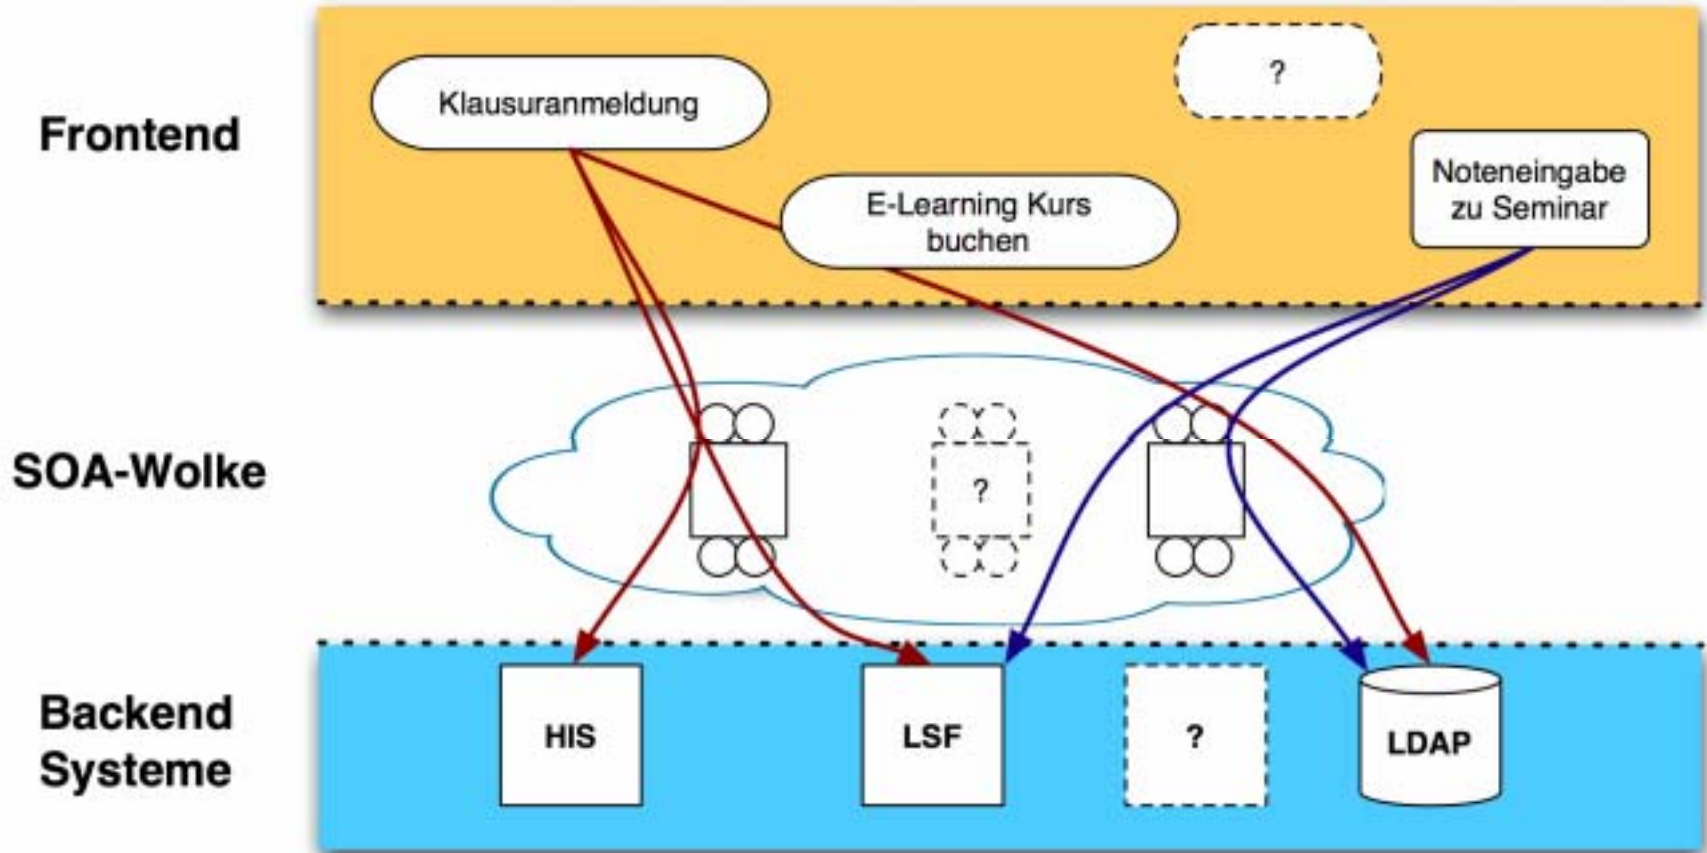 Frontend
Klausuranmeldung
?
E-Learning Kurs
buchen
Noteneingabe
zu Seminar
SOA-Wolke
?
Backend
Systeme
HIS
LSF
?
LDAP